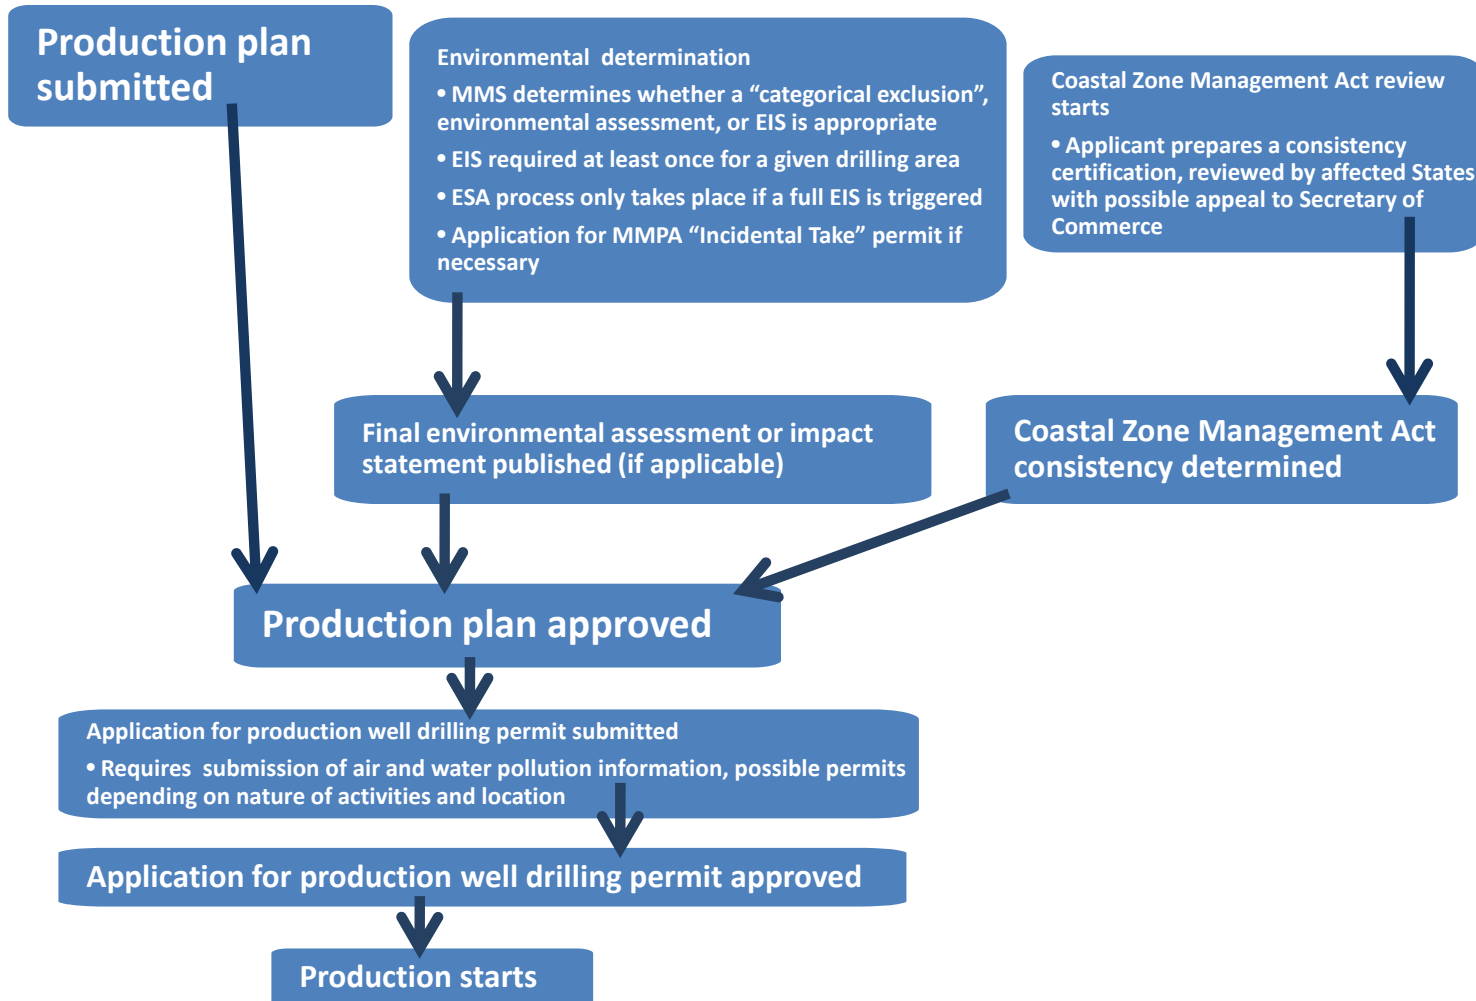 Production plan
submitted
Environmental  determination
• MMS determines whether a “categorical exclusion”,
environmental assessment, or EIS is appropriate
• EIS required at least once for a given drilling area
• ESA process only takes place if a full EIS is triggered
• Application for MMPA “Incidental Take” permit if
necessary
Coastal Zone Management Act review
starts
• Applicant prepares a consistency
certification, reviewed by affected States
with possible appeal to Secretary of
Commerce
Final environmental assessment or impact
statement published (if applicable)
Coastal Zone Management Act
consistency determined
Production plan approved
Application for production well drilling permit submitted
• Requires  submission of air and water pollution information, possible permits
depending on nature of activities and location
Application for production well drilling permit approved
Production starts